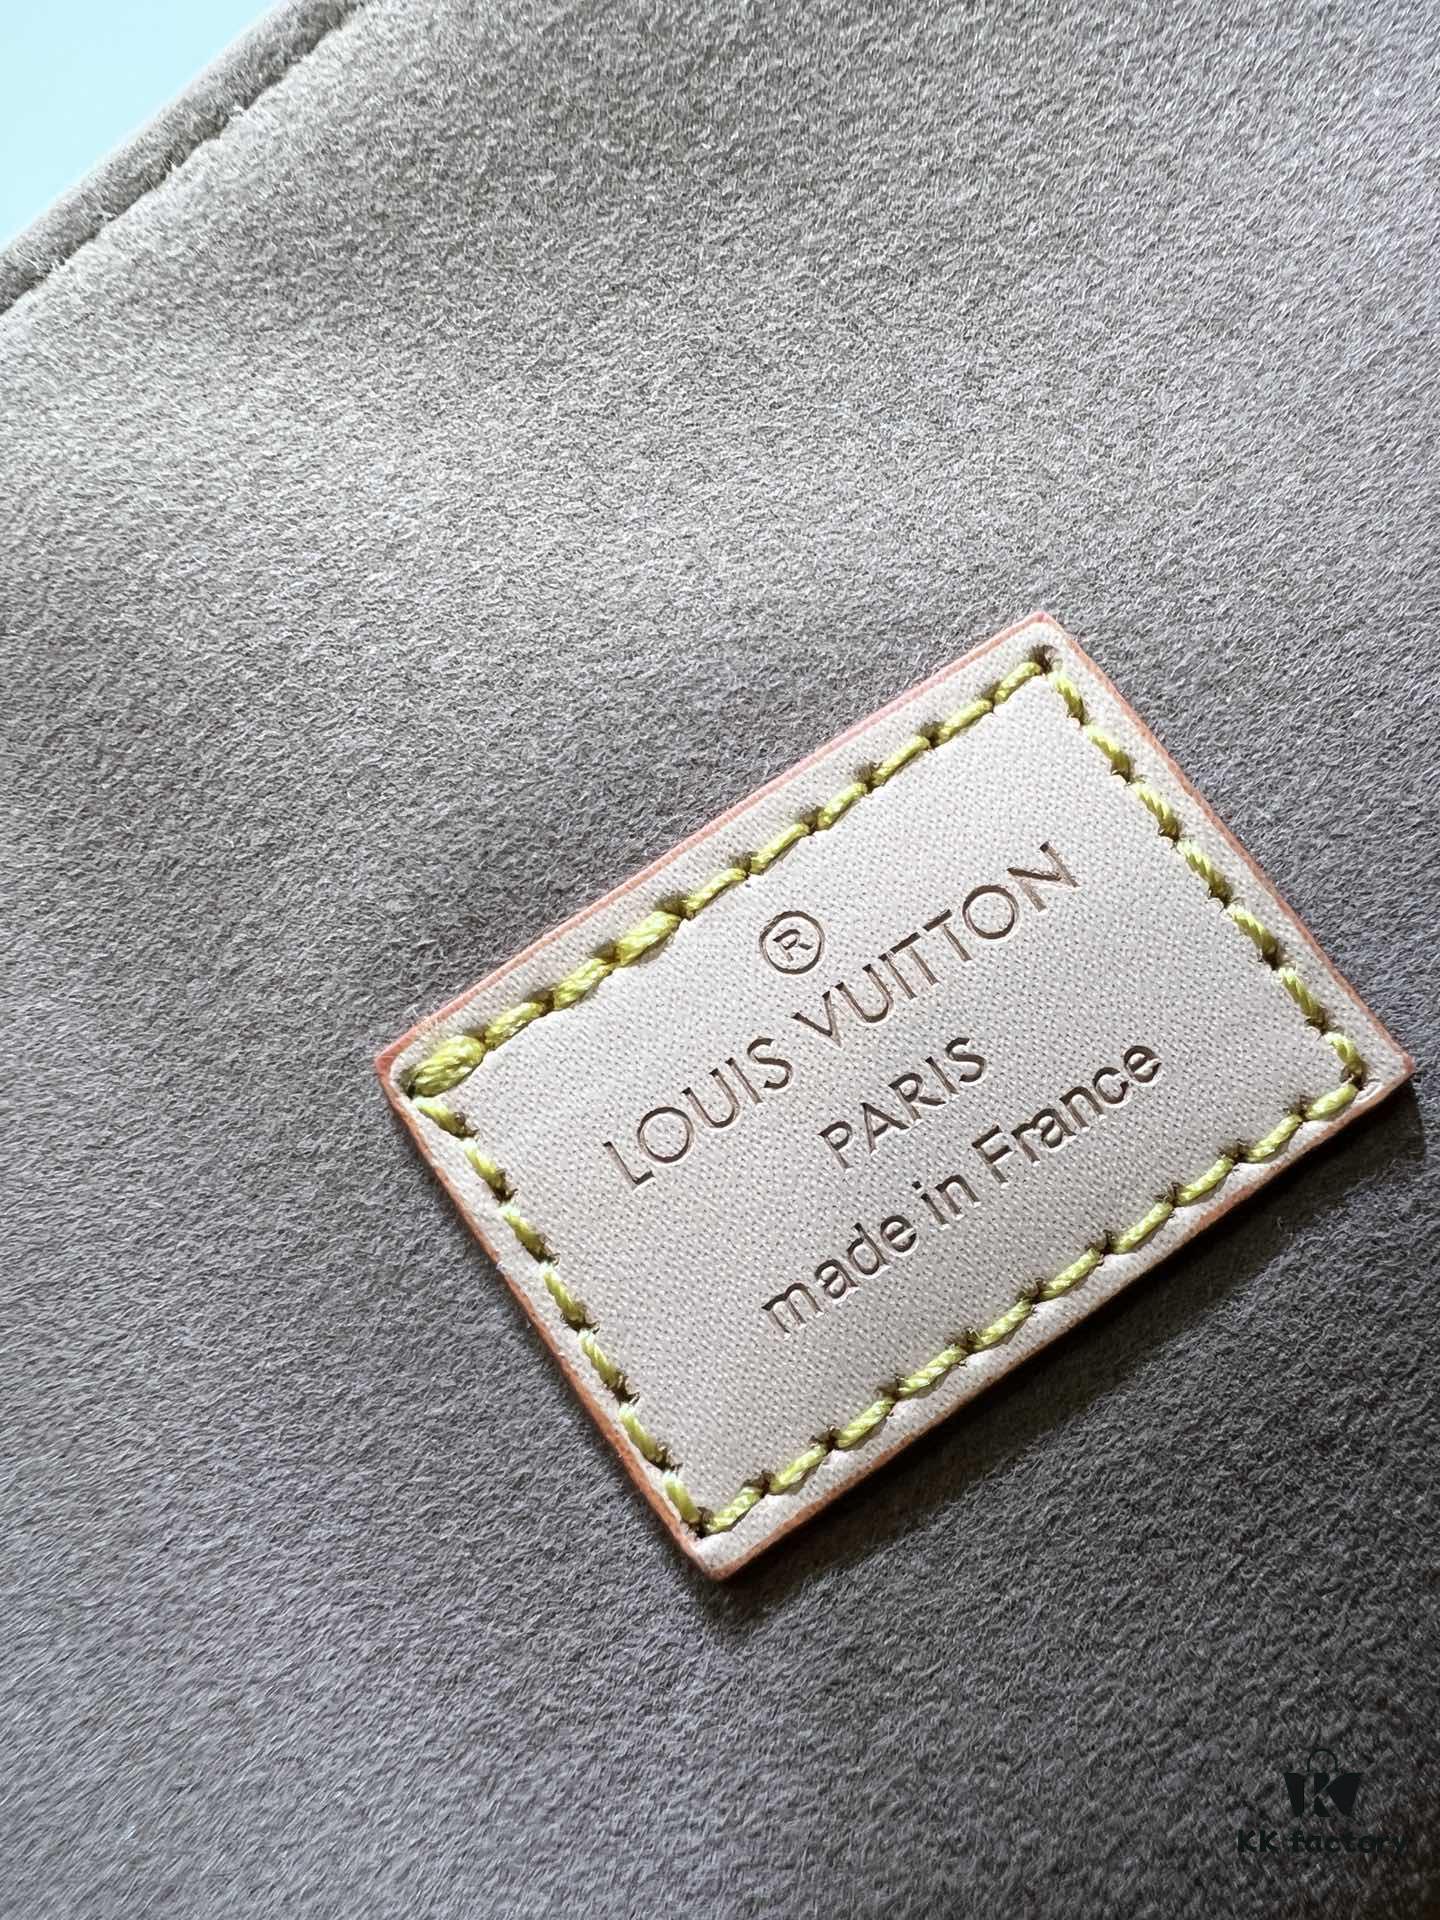 ®
LOUIS VUITTON
PARIS
made in France
KK factory